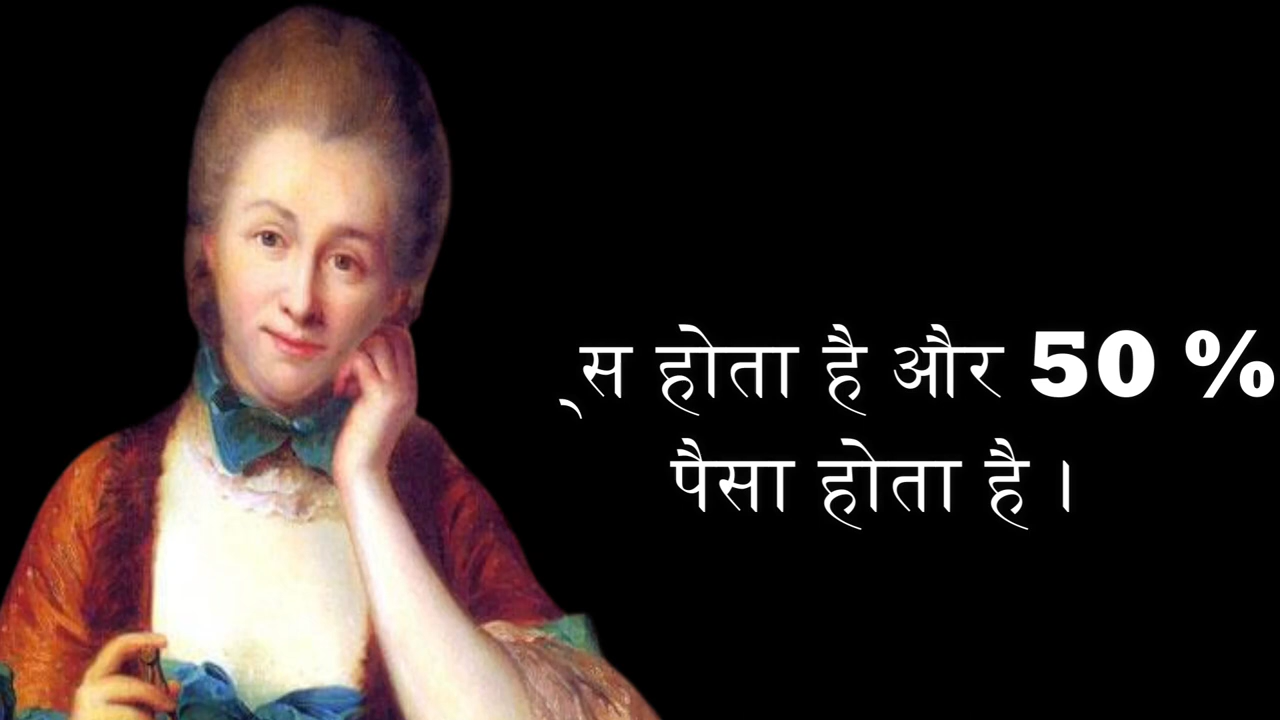 स होता है और 50 %
पैसा होता है ।